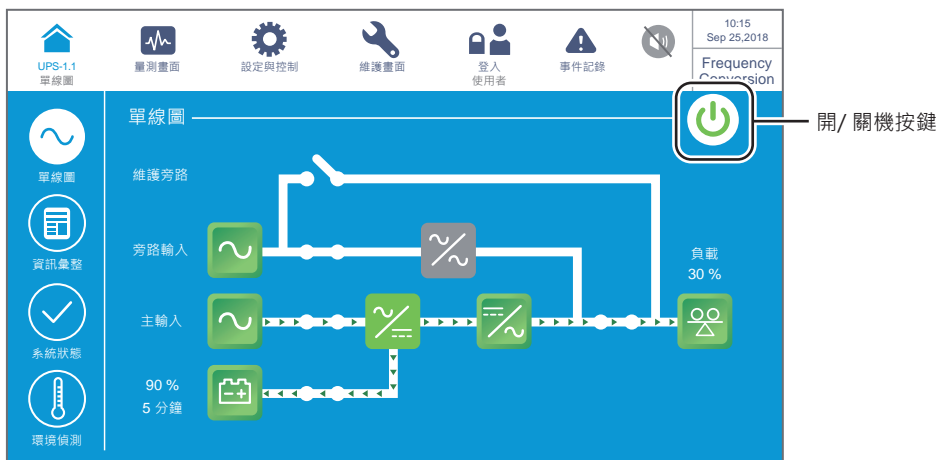 UPS-1.1
單線圖
量測畫面
設定與控制
維護畫面
登入
使用者
事件記錄
10:15
Sep 25,2018
Frequency
Conversion
單線圖
開/ 關機按鍵
單線圖
資訊彙整
系統狀態
環境偵測
維護旁路
旁路輸入
主輸入
90 %
5 分鐘
負載
30 %